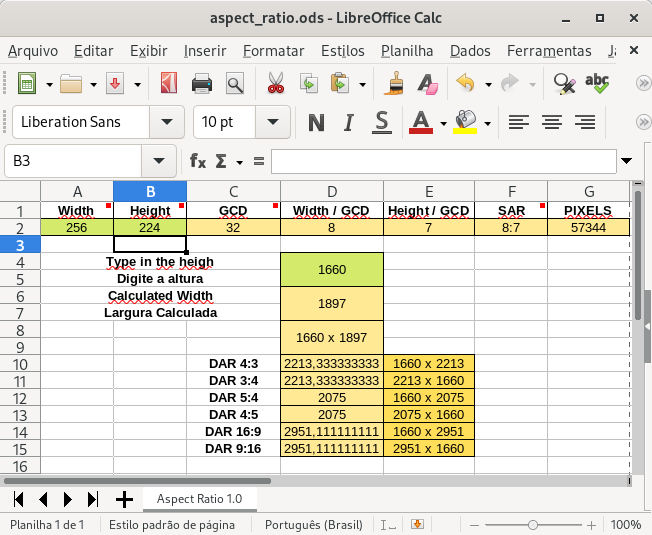 aspect_ratio.ods - LibreOffice Calc
Arquivo Editar Exibir Inserir Formatar Estilos Planilha Dados Ferramentas
abc
Liberation Sans 10 pt N I S A
B3 fx Σ =
A B C D E F G
1 Width Height GCD Width / GCD Height / GCD SAR PIXELS
2 256 224 32 8 7 8:7 57344
3
4 Type in the heigh
1660
5 Digite a altura
6 Calculated Width
1897
7 Largura Calculada
8
1660 x 1897
9
10 DAR 4:3 2213,333333333 1660 x 2213
11 DAR 3:4 2213,333333333 2213 x 1660
12 DAR 5:4 2075 1660 x 2075
13 DAR 4:5 2075 2075 x 1660
14 DAR 16:9 2951,111111111 1660 x 2951
15 DAR 9:16 2951,111111111 2951 x 1660
16
Aspect Ratio 1.0
Planilha 1 de 1 Estilo padrão de página Português (Brasil) 100%